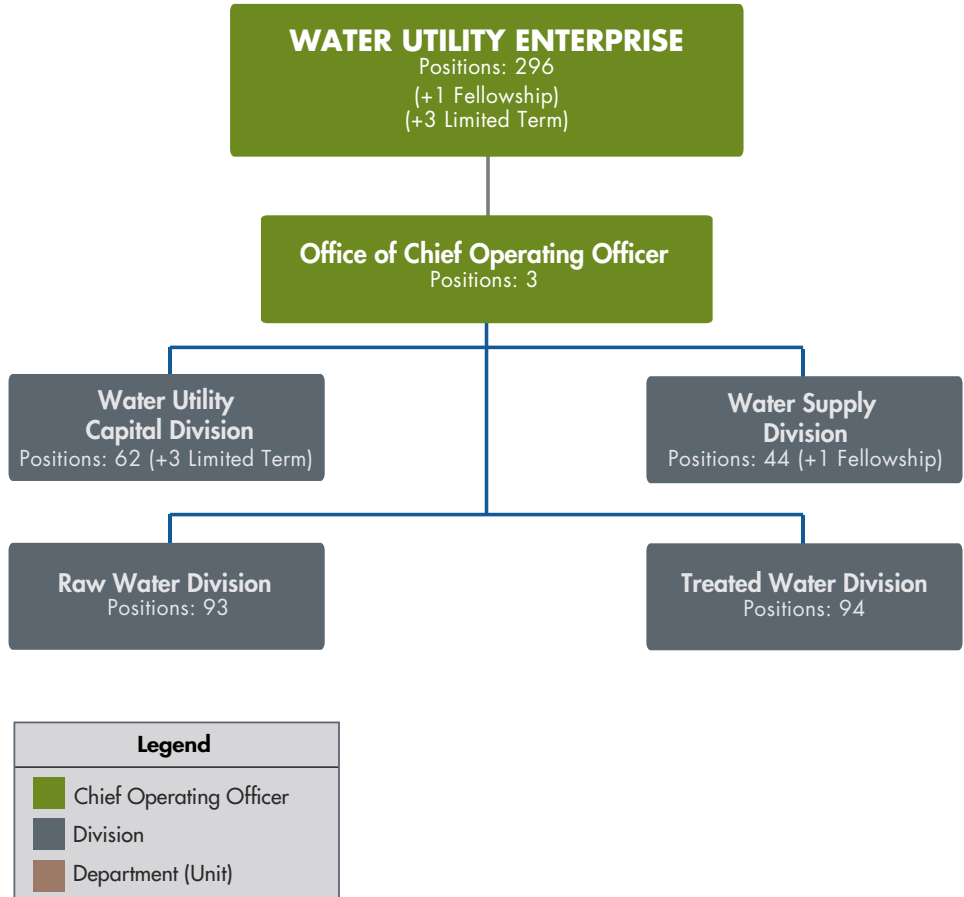 WATER UTILITY ENTERPRISE
Positions: 296
(+1 Fellowship)
(+3 Limited Term)
Office of Chief Operating Officer
Positions: 3
Water Utility
Capital Division
Positions: 62 (+3 Limited Term)
Water Supply
Division
Positions: 44 (+1 Fellowship)
Raw Water Division
Positions: 93
Treated Water Division
Positions: 94
Legend
Chief Operating Officer
Division
Department (Unit)